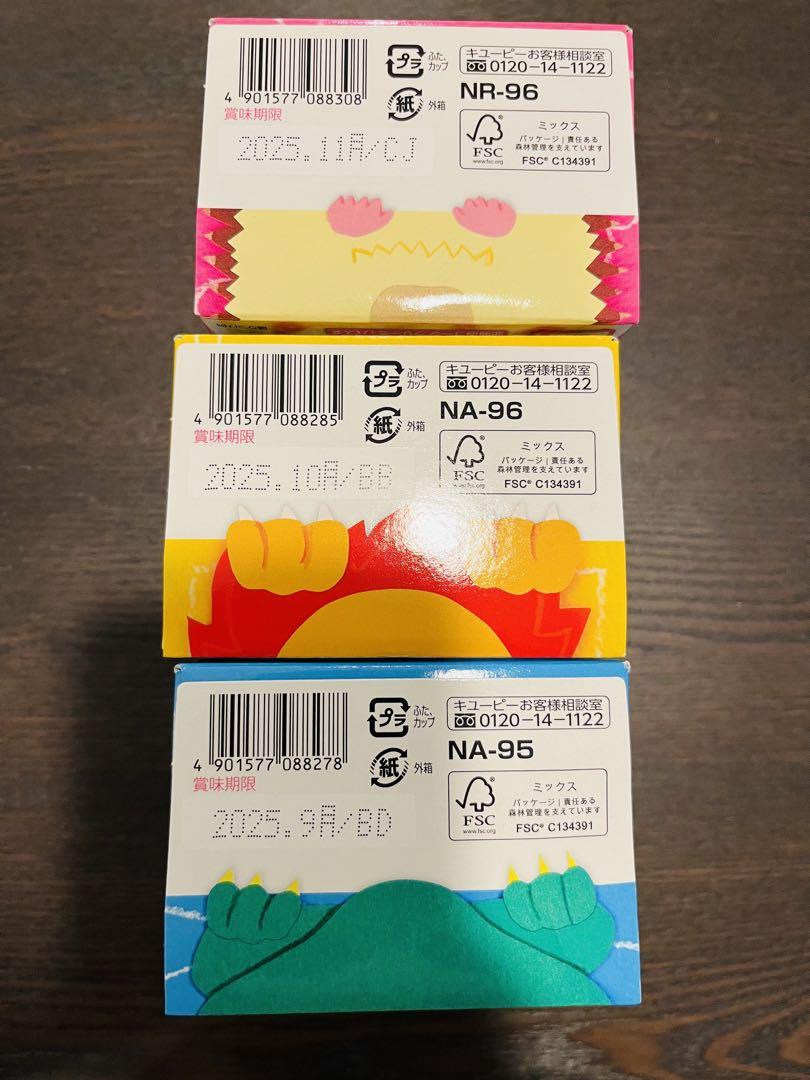 4 901577 088308
賞味期限
2025.11月/CJ
プラ
ふた、
カップ
紙
外箱
キユーピーお客様相談室
0120-14-1122
NR-96
FSC®
www.fsc.org
ミックス
パッケージ | 責任ある
森林管理を支えています
FSC® C134391
4 901577 088285
賞味期限
2025.10月/BB
プラ
ふた、
カップ
紙
外箱
キユーピーお客様相談室
0120-14-1122
NA-96
FSC
www.fsc.org
ミックス
パッケージ | 責任ある
森林管理を支えています
FSC® C134391
4 901577 088278
賞味期限
2025.9月/BD
プラ
ふた、
カップ
紙
外箱
キユーピーお客様相談室
0120-14-1122
NA-95
FSC
www.fsc.org
ミックス
パッケージ | 責任ある
森林管理を支えています
FSC® C134391